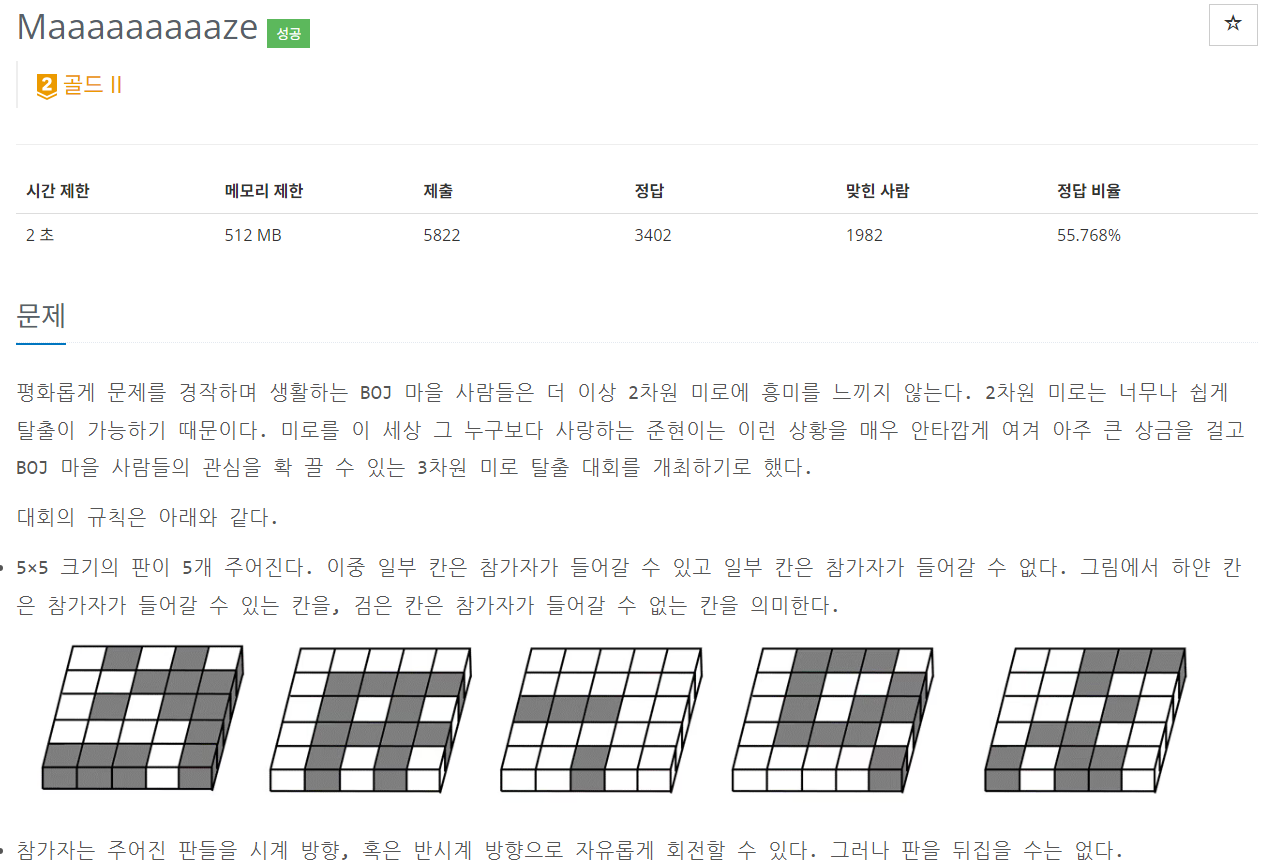 Maaaaaaaaaze 성공
☆
2 골드 II
시간 제한 메모리 제한 제출 정답 맞힌 사람 정답 비율
2 초 512 MB 5822 3402 1982 55.768%
문제
평화롭게 문제를 경작하며 생활하는 BOJ 마을 사람들은 더 이상 2차원 미로에 흥미를 느끼지 않는다. 2차원 미로는 너무나 쉽게
탈출이 가능하기 때문이다. 미로를 이 세상 그 누구보다 사랑하는 준현이는 이런 상황을 매우 안타깝게 여겨 아주 큰 상금을 걸고
BOJ 마을 사람들의 관심을 확 끌 수 있는 3차원 미로 탈출 대회를 개최하기로 했다.
대회의 규칙은 아래와 같다.
• 5×5 크기의 판이 5개 주어진다. 이중 일부 칸은 참가자가 들어갈 수 있고 일부 칸은 참가자가 들어갈 수 없다. 그림에서 하얀 칸
은 참가자가 들어갈 수 있는 칸을, 검은 칸은 참가자가 들어갈 수 없는 칸을 의미한다.
• 참가자는 주어진 판들을 시계 방향, 혹은 반시계 방향으로 자유롭게 회전할 수 있다. 그러나 판을 뒤집을 수는 없다.